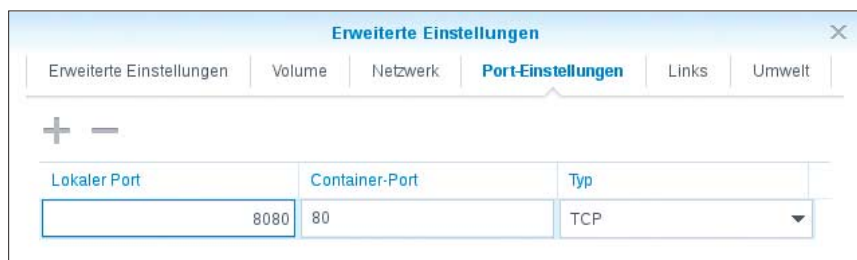 Erweiterte Einstellungen
Erweiterte Einstellungen Volume Netzwerk Port-Einstellungen Links Umwelt
Lokaler Port Container-Port Typ
8080 80 TCP